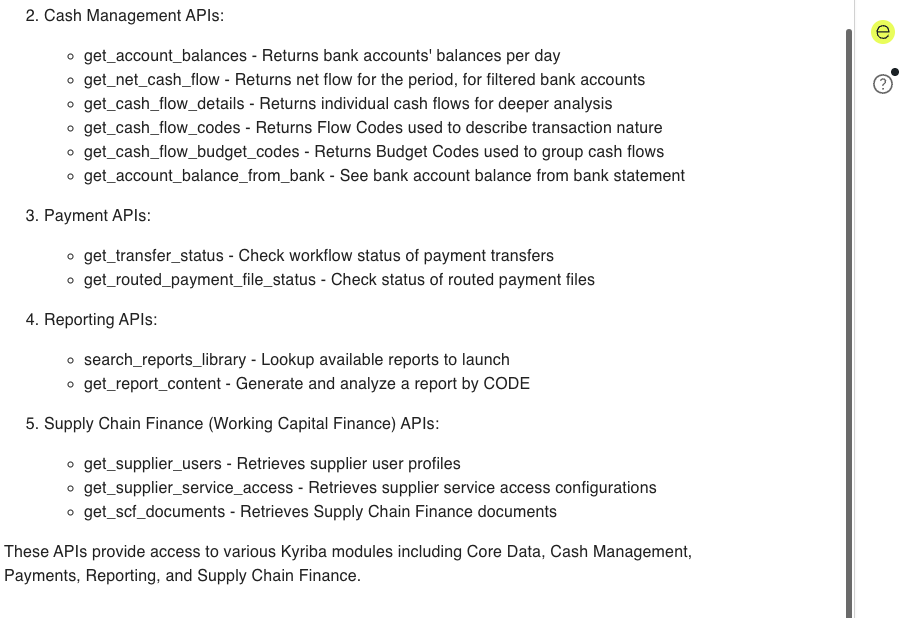 2. Cash Management APIs:
get_account_balances - Returns bank accounts' balances per day
get_net_cash_flow - Returns net flow for the period, for filtered bank accounts
get_cash_flow_details - Returns individual cash flows for deeper analysis
get_cash_flow_codes - Returns Flow Codes used to describe transaction nature
get_cash_flow_budget_codes - Returns Budget Codes used to group cash flows
get_account_balance_from_bank - See bank account balance from bank statement
3. Payment APIs:
get_transfer_status - Check workflow status of payment transfers
get_routed_payment_file_status - Check status of routed payment files
4. Reporting APIs:
search_reports_library - Lookup available reports to launch
get_report_content - Generate and analyze a report by CODE
5. Supply Chain Finance (Working Capital Finance) APIs:
get_supplier_users - Retrieves supplier user profiles
get_supplier_service_access - Retrieves supplier service access configurations
get_scf_documents - Retrieves Supply Chain Finance documents
These APIs provide access to various Kyriba modules including Core Data, Cash Management,
Payments, Reporting, and Supply Chain Finance.
e
?